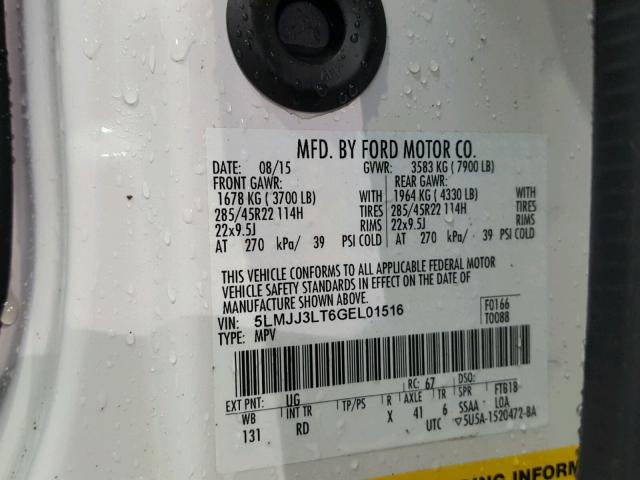 MFD. BY FORD MOTOR CO.
DATE: 08/15 GVWR: 3583 KG ( 7900 LB)
FRONT GAWR: REAR GAWR:
1678 KG ( 3700 LB) WITH 1964 KG ( 4330 LB) WITH
285/45R22 114H TIRES 285/45R22 114H TIRES
22x9.5J RIMS 22x9.5J RIMS
AT 270 kPa/ 39 PSI COLD AT 270 kPa/ 39 PSI COLD
THIS VEHICLE CONFORMS TO ALL APPLICABLE FEDERAL MOTOR
VEHICLE SAFETY STANDARDS IN EFFECT ON THE DATE OF
MANUFACTURE SHOWN ABOVE.
VIN: 5LMJJ3LT6GEL01516 F0166
TYPE: MPV T0088
EXT PNT: UG RC: 67 DSO:
WB INT TR TP/PS R AXLE TR SPR FTB18
131 RD X 41 6 SSAA LOA
UTC ▽5U5A-1520472-BA
ING INFORM